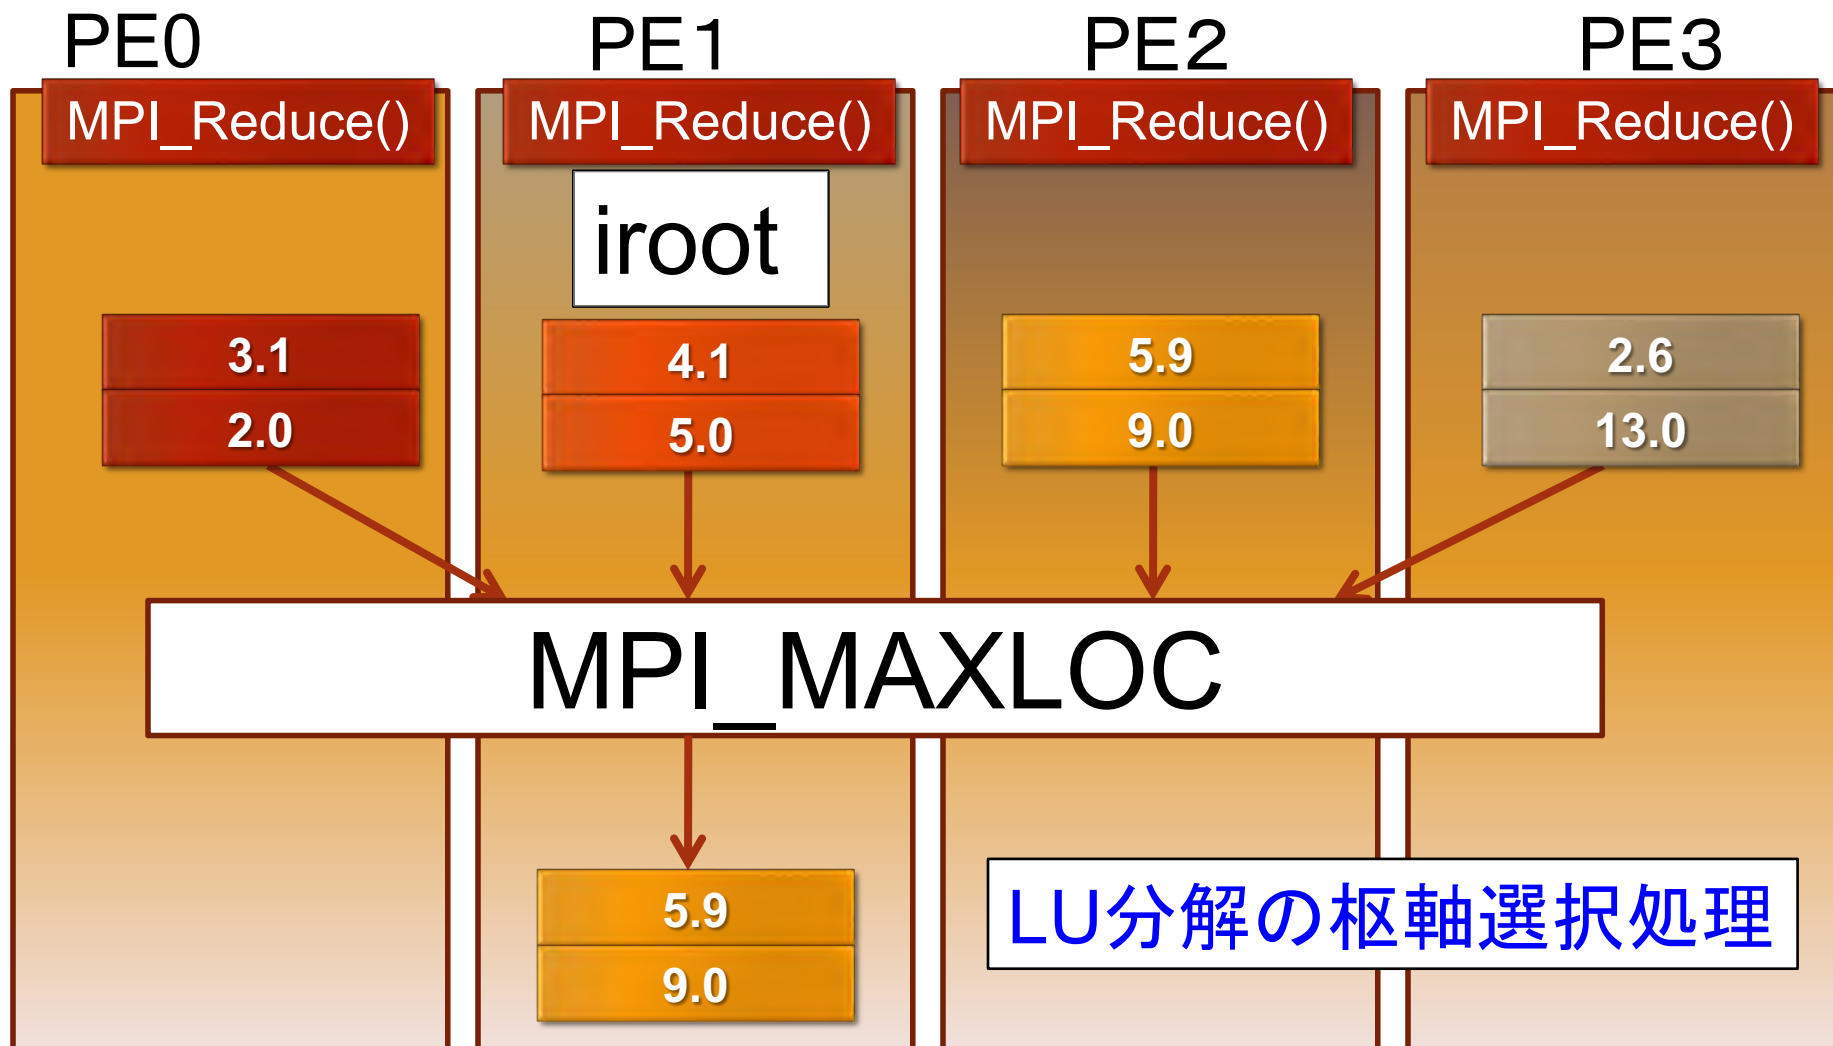 PE0
PE1
PE2
PE3
MPI_Reduce()
MPI_Reduce()
MPI_Reduce()
MPI_Reduce()
iroot
3.1
2.0
4.1
5.0
5.9
9.0
2.6
13.0
MPI_MAXLOC
5.9
9.0
LU分解の枢軸選択処理